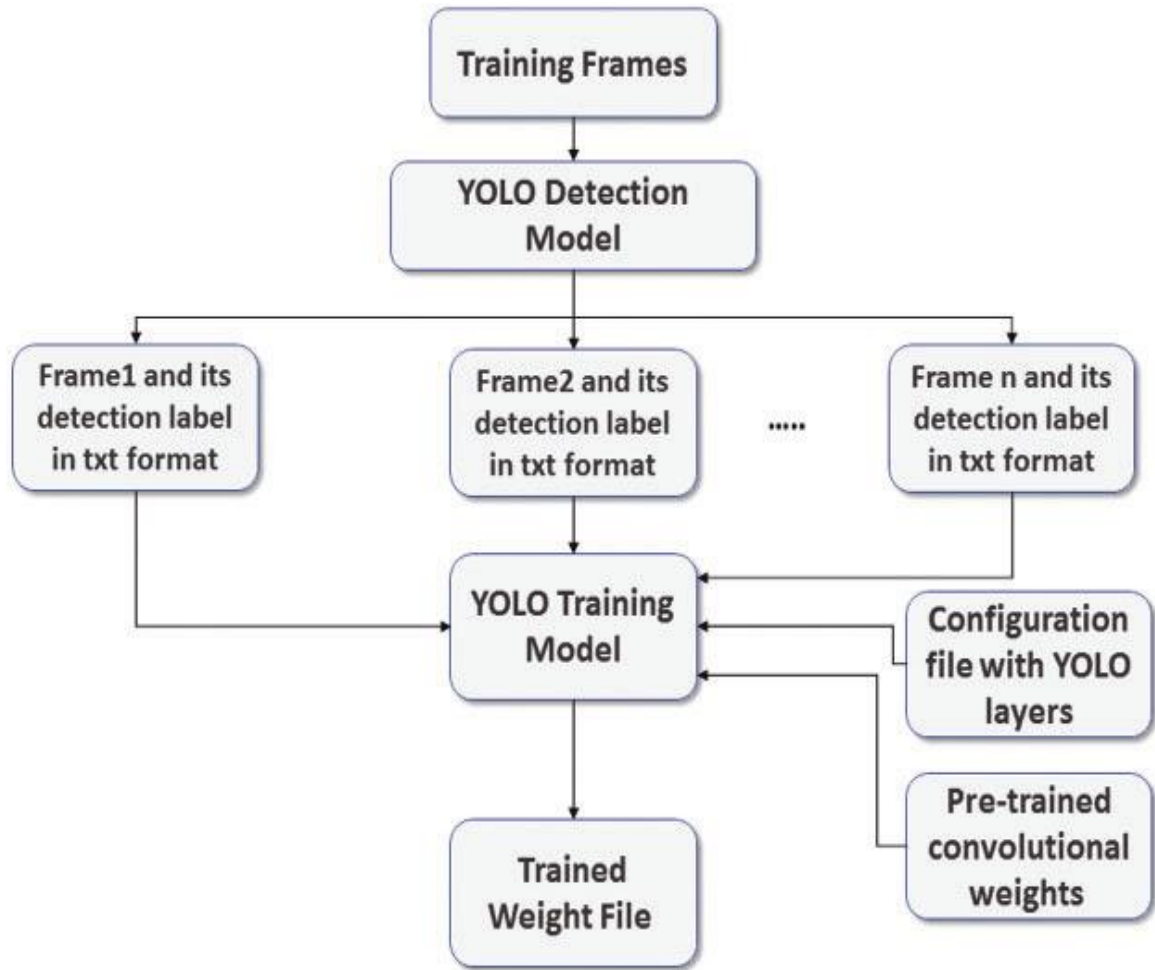 Training Frames
YOLO Detection
Model
Frame1 and its
detection label
in txt format
Frame2 and its
detection label
in txt format
.....
Frame n and its
detection label
in txt format
YOLO Training
Model
Configuration
file with YOLO
layers
Pre-trained
convolutional
weights
Trained
Weight File